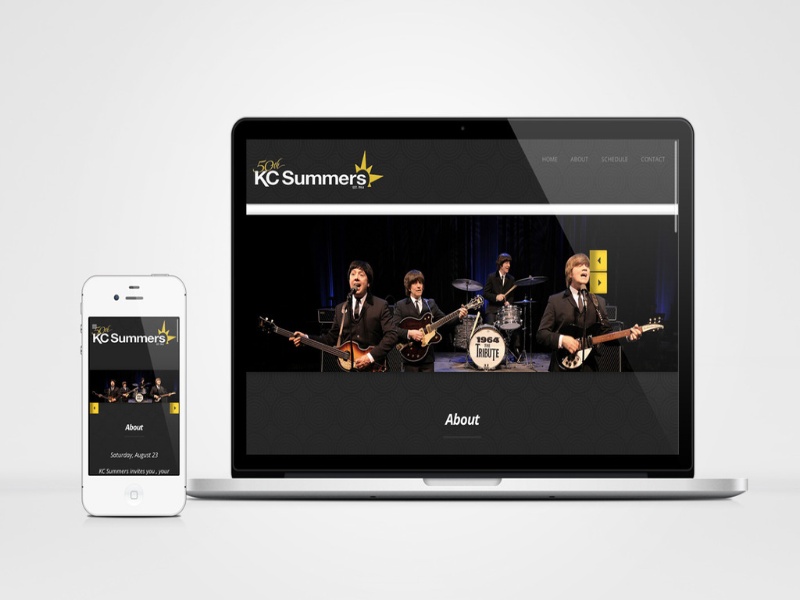 50th
KC Summers
EST. 1964
HOME ABOUT SCHEDULE CONTACT
1964
THE
TRIBUTE
About
50th
KC Summers
About
Saturday, August 23
KC Summers invites you , your